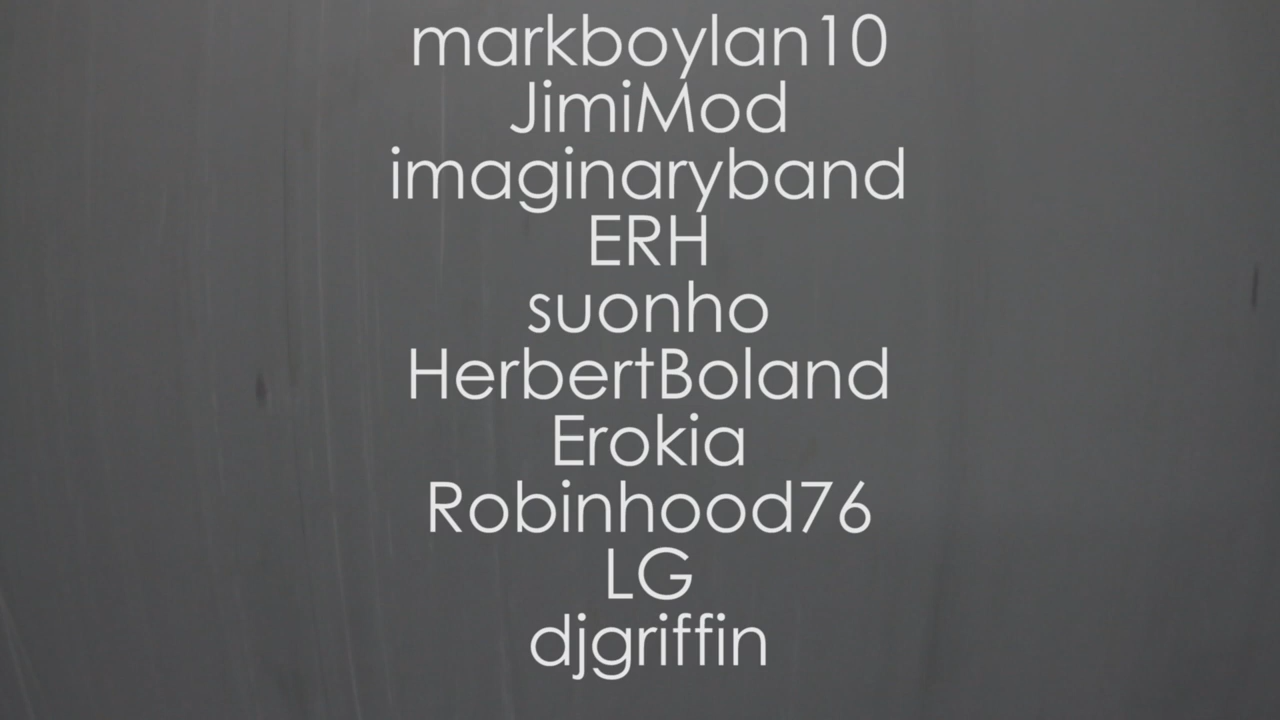 markboylan10
JimiMod
imaginaryband
ERH
suonho
HerbertBoland
Erokia
Robinhood76
LG
djgriffin